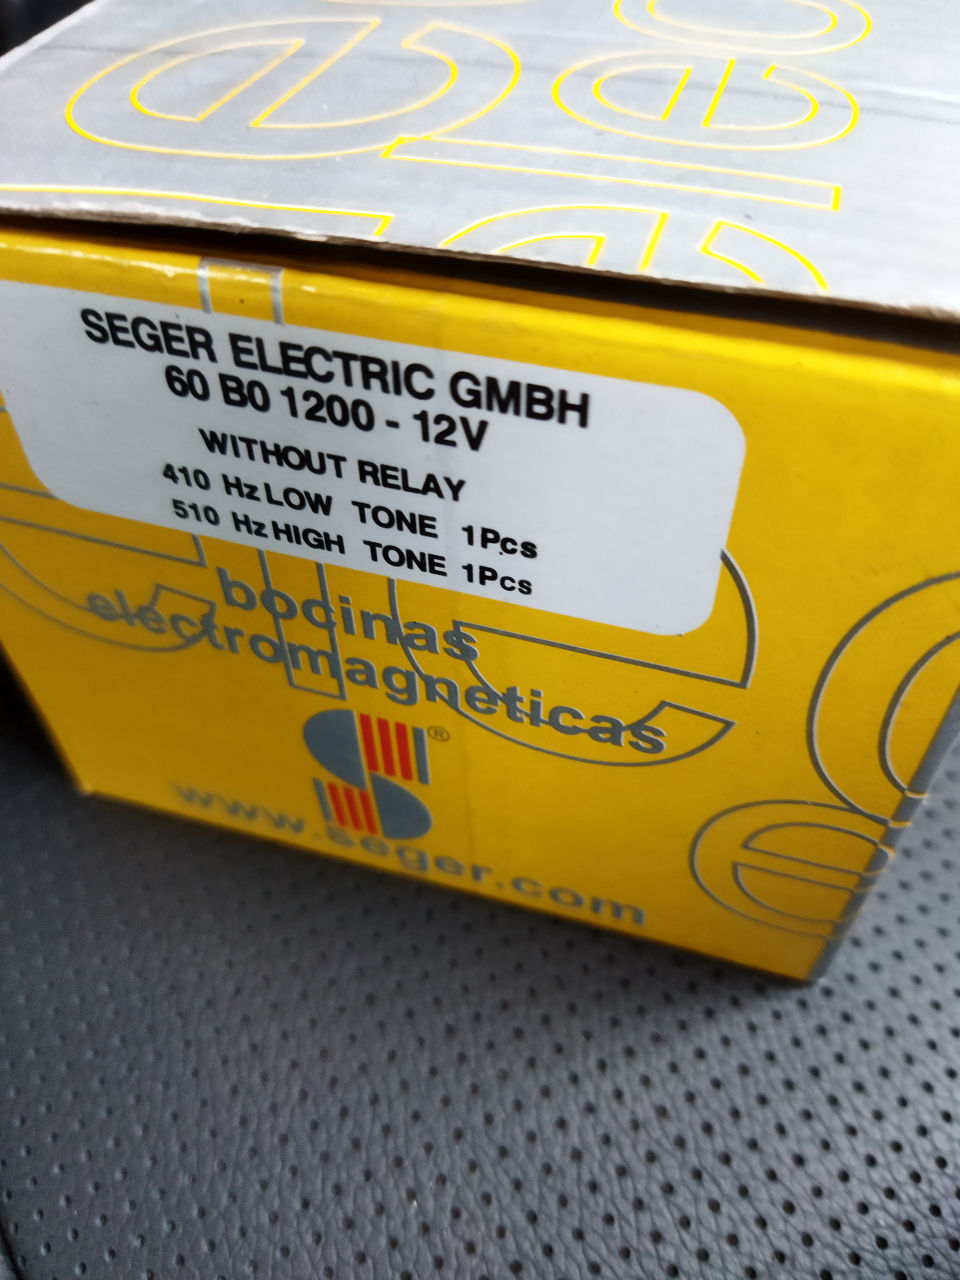 SEGER ELECTRIC GMBH
60 B0 1200 - 12V
WITHOUT RELAY
410 Hz LOW TONE 1Pcs
510 Hz HIGH TONE 1Pcs
bocinas
electromagneticas
®
www.seger.com